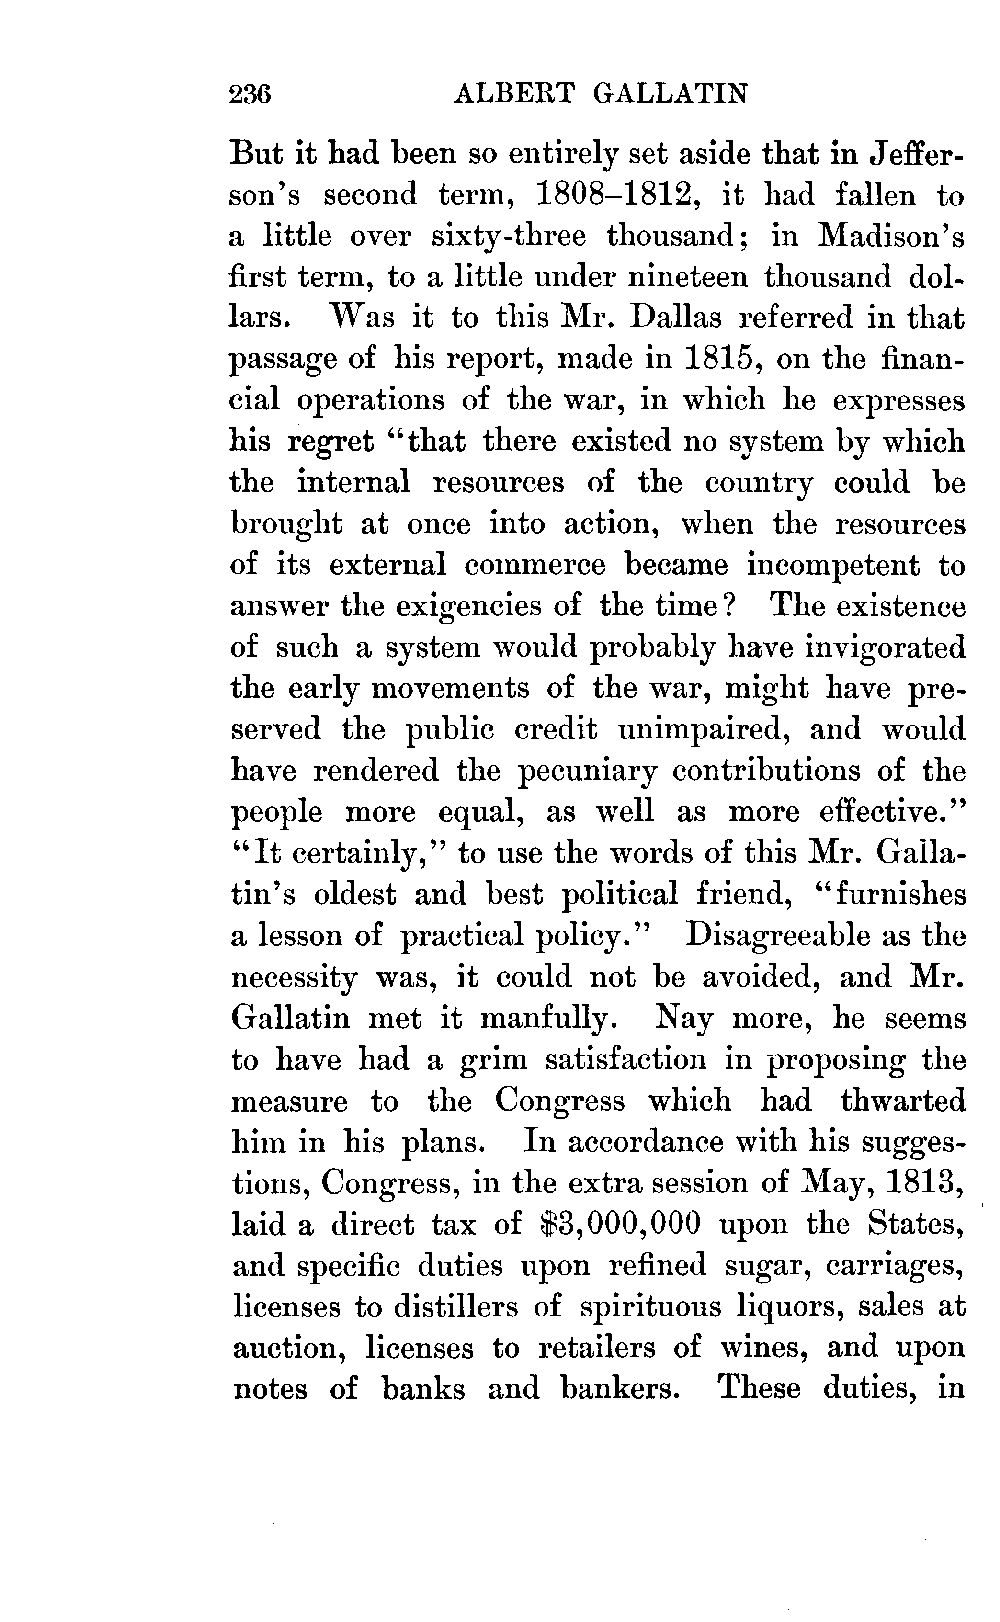 236 ALBERT GALLATIN
But it had been so entirely set aside that in Jeffer-
son's second term, 1808–1812, it had fallen to
a little over sixty-three thousand; in Madison's
first term, to a little under nineteen thousand dol-
lars. Was it to this Mr. Dallas referred in that
passage of his report, made in 1815, on the finan-
cial operations of the war, in which he expresses
his regret “that there existed no system by which
the internal resources of the country could be
brought at once into action, when the resources
of its external commerce became incompetent to
answer the exigencies of the time? The existence
of such a system would probably have invigorated
the early movements of the war, might have pre-
served the public credit unimpaired, and would
have rendered the pecuniary contributions of the
people more equal, as well as more effective.”
“It certainly,” to use the words of this Mr. Galla-
tin's oldest and best political friend, “furnishes
a lesson of practical policy.” Disagreeable as the
necessity was, it could not be avoided, and Mr.
Gallatin met it manfully. Nay more, he seems
to have had a grim satisfaction in proposing the
measure to the Congress which had thwarted
him in his plans. In accordance with his sugges-
tions, Congress, in the extra session of May, 1813,
laid a direct tax of $3,000,000 upon the States,
and specific duties upon refined sugar, carriages,
licenses to distillers of spirituous liquors, sales at
auction, licenses to retailers of wines, and upon
notes of banks and bankers. These duties, in